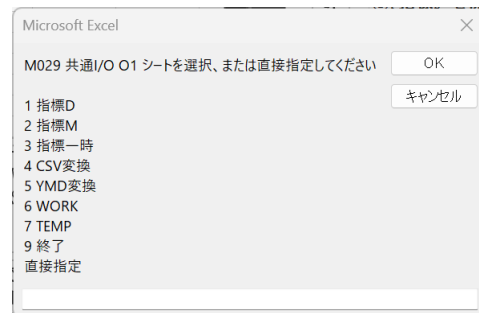 Microsoft Excel
M029 共通I/O O1 シートを選択、または直接指定してください
OK
キャンセル
1 指標D
2 指標M
3 指標一時
4 CSV変換
5 YMD変換
6 WORK
7 TEMP
9 終了
直接指定